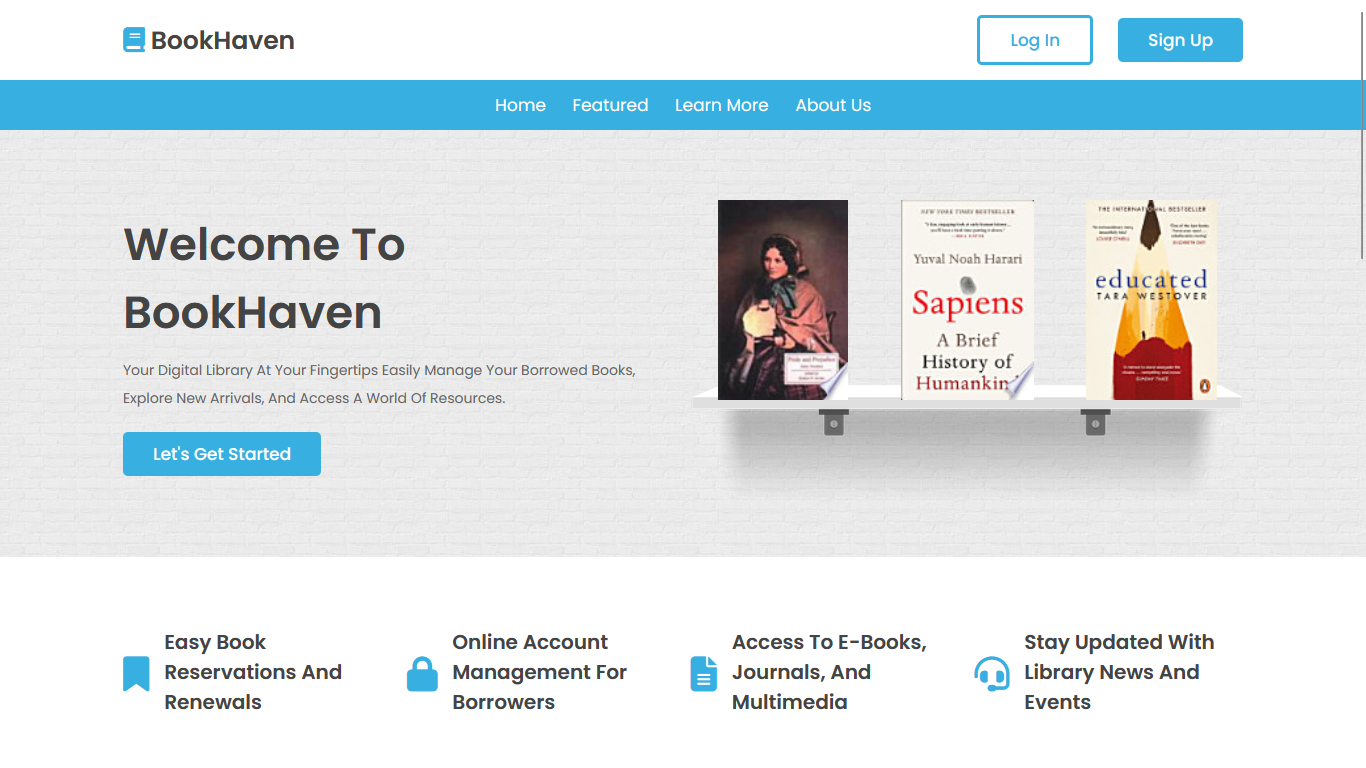 BookHaven
Log In
Sign Up
Home
Featured
Learn More
About Us
Welcome To
BookHaven
Your Digital Library At Your Fingertips Easily Manage Your Borrowed Books,
Explore New Arrivals, And Access A World Of Resources.
Let's Get Started
Pride and Prejudice
NEW YORK TIMES BESTSELLER
Yuval Noah Harari
Sapiens
A Brief
History of
Humankind
THE INTERNATIONAL BESTSELLER
educated
TARA WESTOVER
SUNDAY TIMES
Easy Book
Reservations And
Renewals
Online Account
Management For
Borrowers
Access To E-Books,
Journals, And
Multimedia
Stay Updated With
Library News And
Events